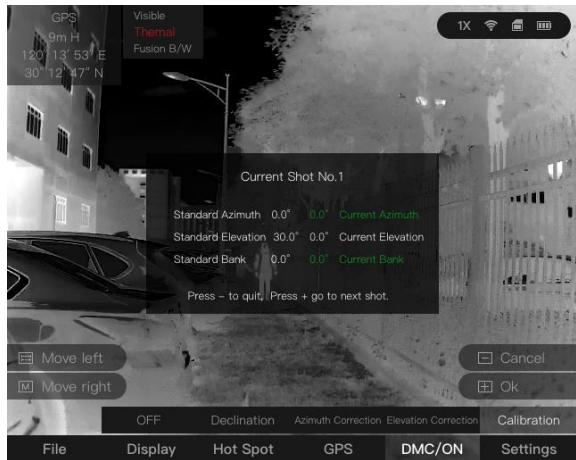 GPS
9m H
120° 13' 53" E
30° 12' 47" N
Visible
Themal
Fusion B/W
1X
Current Shot No.1
Standard Azimuth 0.0° 0.0° Current Azimuth
Standard Elevation 30.0° 0.0° Current Elevation
Standard Bank 0.0° 0.0° Current Bank
Press - to quit, Press + go to next shot.
Move left
M Move right
Cancel
Ok
OFF Declination Azimuth Correction Elevation Correction Calibration
File Display Hot Spot GPS DMC/ON Settings